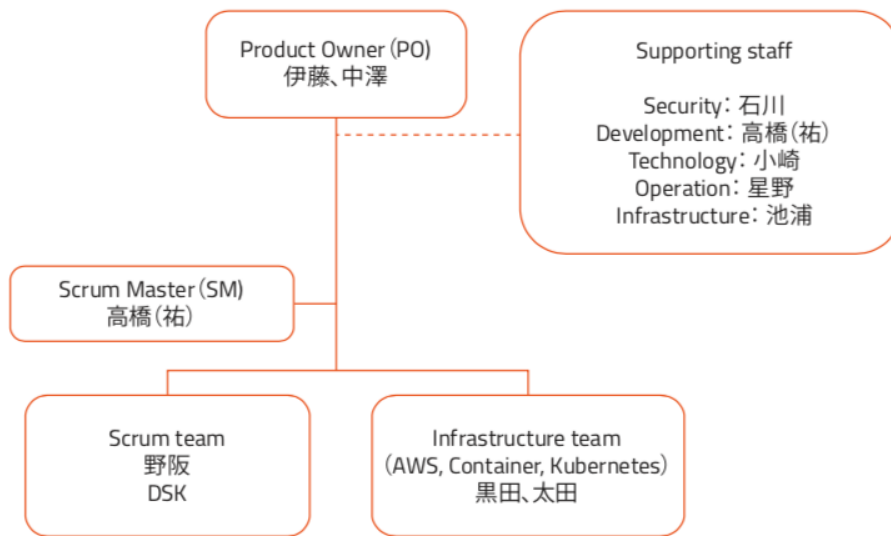 Product Owner（PO）
伊藤、中澤
Supporting staff
Security： 石川
Development： 高橋（祐）
Technology： 小崎
Operation： 星野
Infrastructure： 池浦
Scrum Master（SM）
高橋（祐）
Scrum team
野阪
DSK
Infrastructure team
（AWS, Container, Kubernetes）
黒田、太田